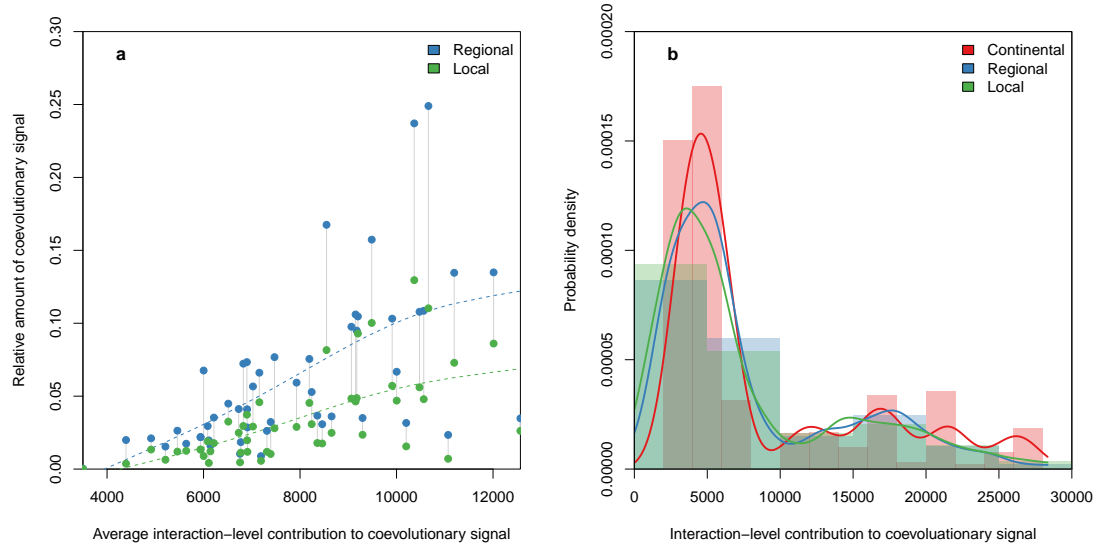 a
Regional
Local
Relative amount of coevolutionary signal
0.00
0.05
0.10
0.15
0.20
0.25
0.30
4000 6000 8000 10000 12000
Average interaction−level contribution to coevolutionary signal
b
Continental
Regional
Local
Probability density
0.00000
0.00005
0.00010
0.00015
0.00020
0 5000 10000 15000 20000 25000 30000
Interaction−level contribution to coevoluationary signal